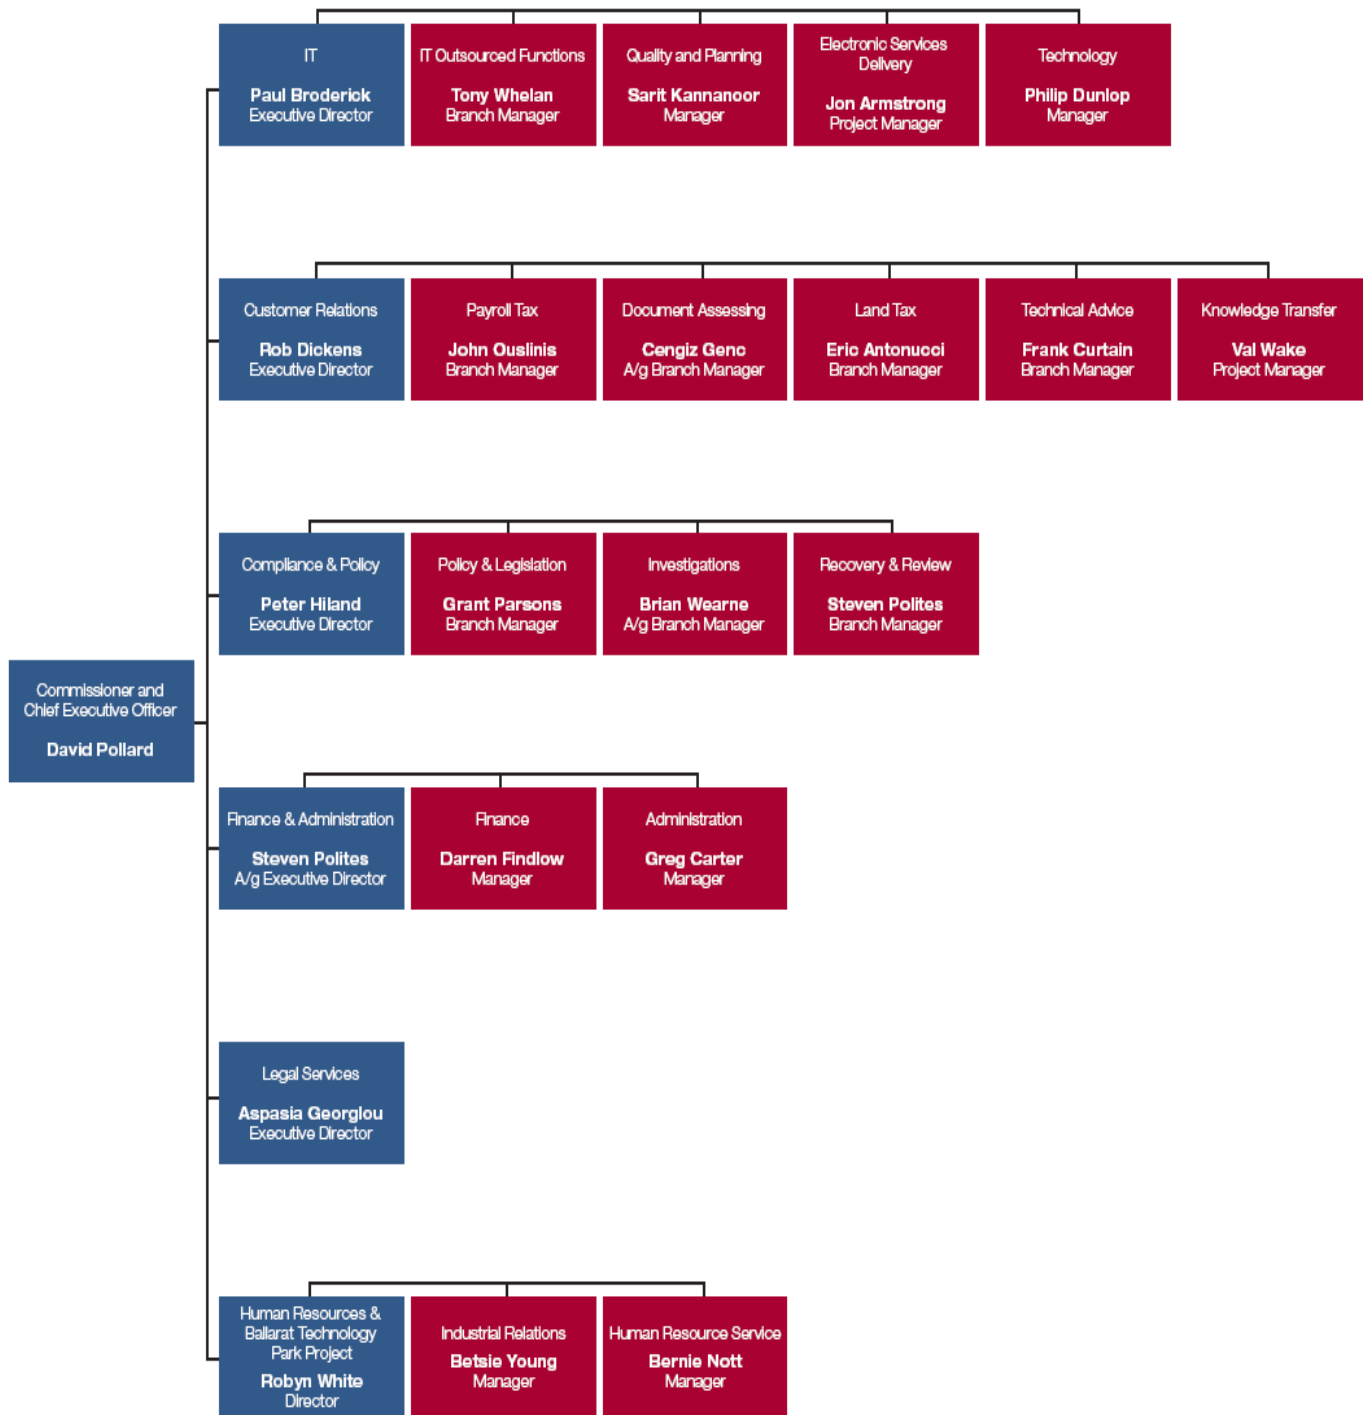 IT
Paul Broderick
Executive Director
IT Outsourced Functions
Tony Whelan
Branch Manager
Quality and Planning
Sarit Kannanoor
Manager
Electronic Services
Delivery
Jon Armstrong
Project Manager
Technology
Philip Dunlop
Manager
Customer Relations
Rob Dickens
Executive Director
Payroll Tax
John Ouslinis
Branch Manager
Document Assessing
Cengiz Genc
A/g Branch Manager
Land Tax
Eric Antonucci
Branch Manager
Technical Advice
Frank Curtain
Branch Manager
Knowledge Transfer
Val Wake
Project Manager
Compliance & Policy
Peter Hiland
Executive Director
Policy & Legislation
Grant Parsons
Branch Manager
Investigations
Brian Wearne
A/g Branch Manager
Recovery & Review
Steven Polites
Branch Manager
Commissioner and
Chief Executive Officer
David Pollard
Finance & Administration
Steven Polites
A/g Executive Director
Finance
Darren Findlow
Manager
Administration
Greg Carter
Manager
Legal Services
Aspasia Georgiou
Executive Director
Human Resources &
Ballarat Technology
Park Project
Robyn White
Director
Industrial Relations
Betsie Young
Manager
Human Resource Service
Bernie Nott
Manager